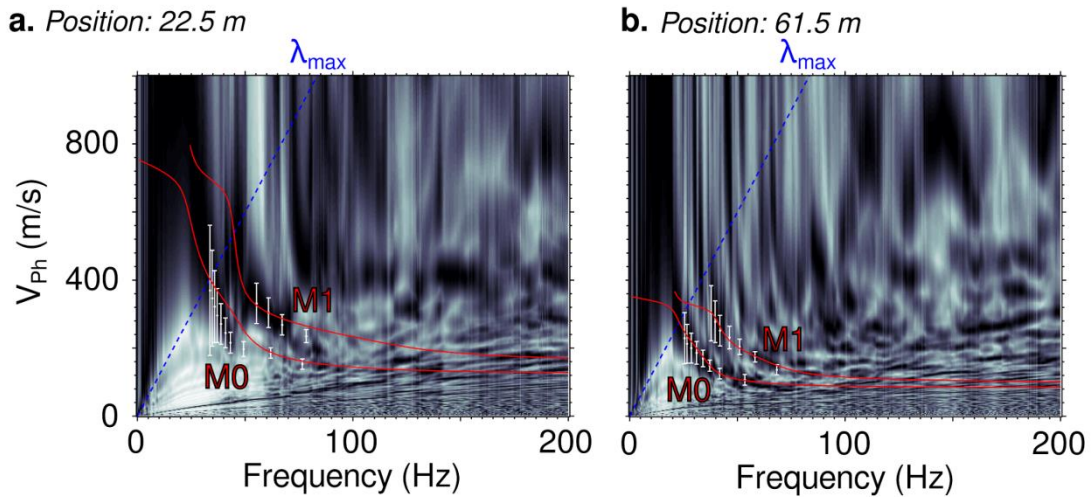 a. Position: 22.5 m
λmax
800
400
0
VPh (m/s)
M1
M0
0
100
200
Frequency (Hz)
b. Position: 61.5 m
λmax
M1
M0
0
100
200
Frequency (Hz)